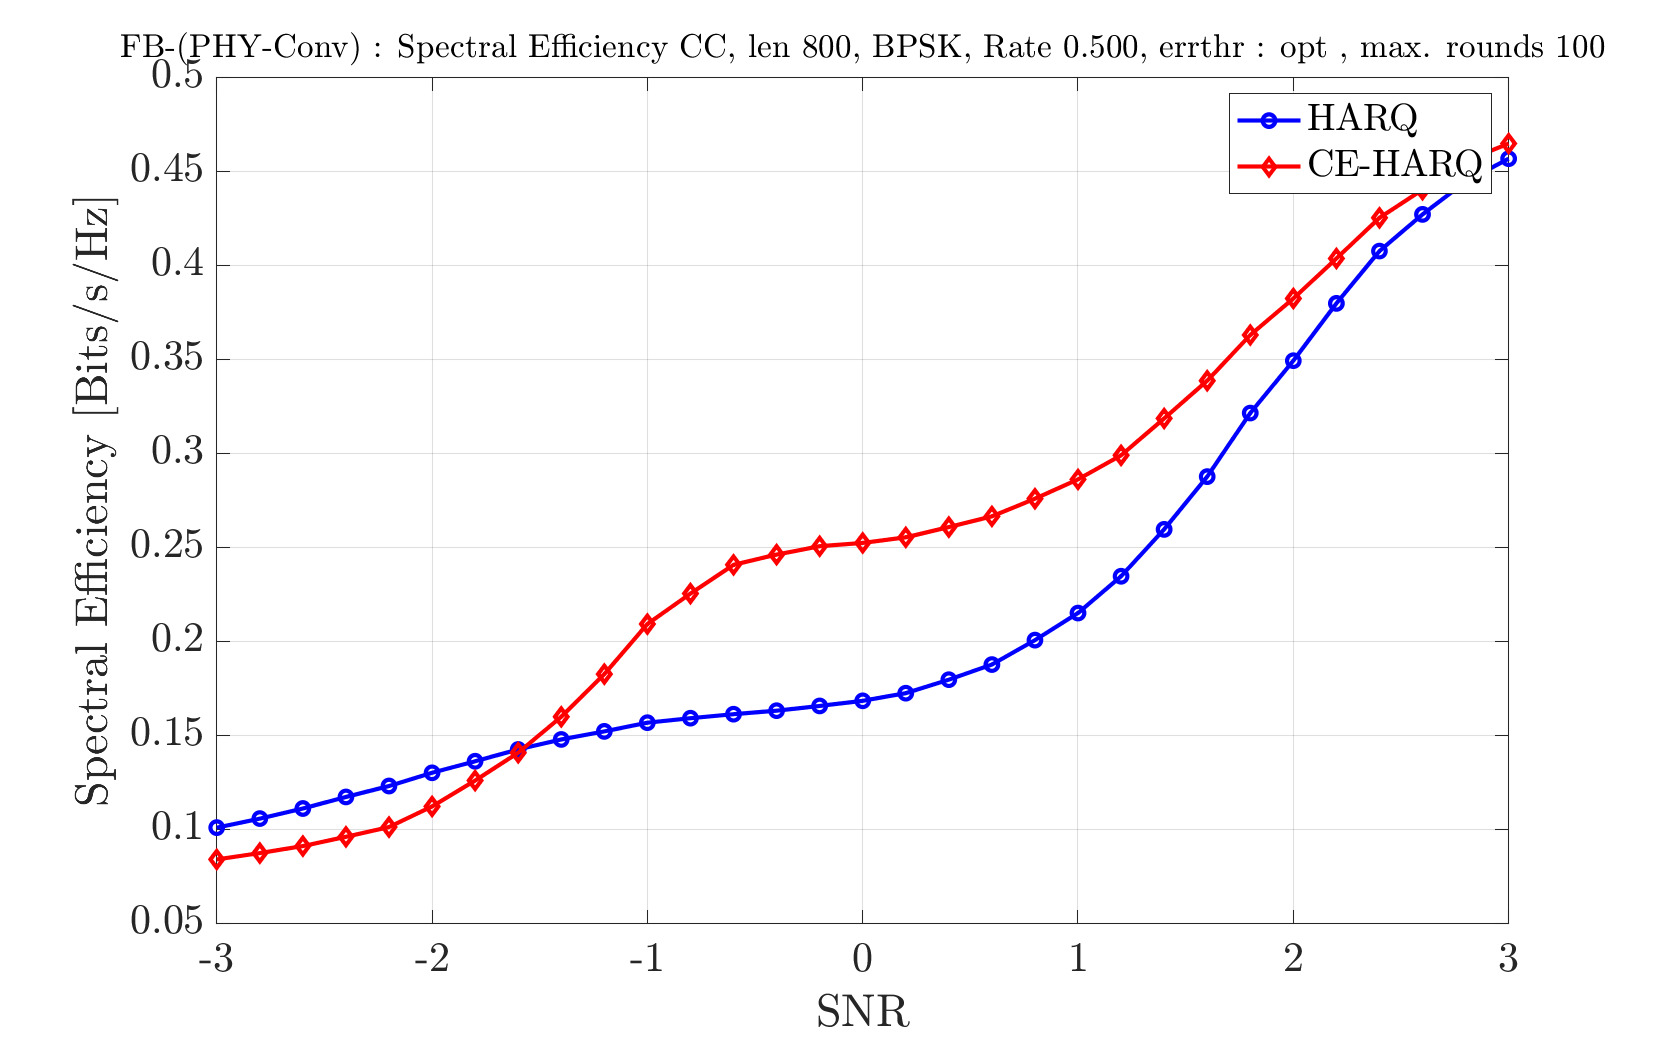 FB-(PHY-Conv) : Spectral Efficiency CC, len 800, BPSK, Rate 0.500, errthr : opt , max. rounds 100
HARQ
CE-HARQ
Spectral Efficiency [Bits/s/Hz]
0.5
0.45
0.4
0.35
0.3
0.25
0.2
0.15
0.1
0.05
-3 -2 -1 0 1 2 3
SNR